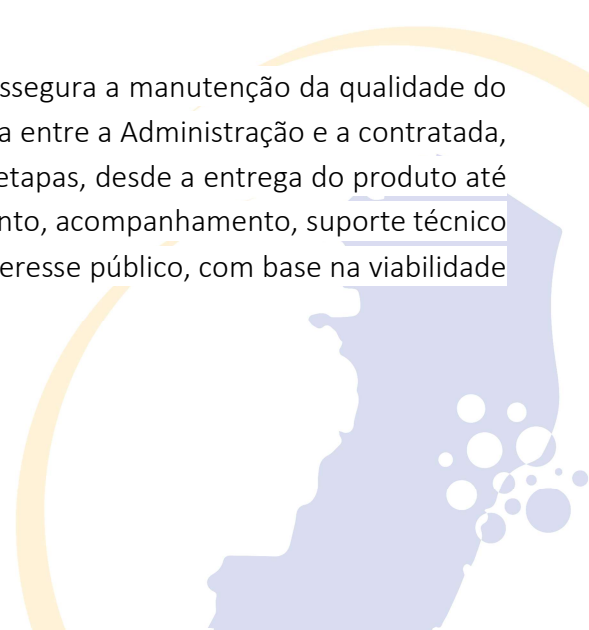 ssegura a manutenção da qualidade do
a entre a Administração e a contratada,
etapas, desde a entrega do produto até
nto, acompanhamento, suporte técnico
eresse público, com base na viabilidade